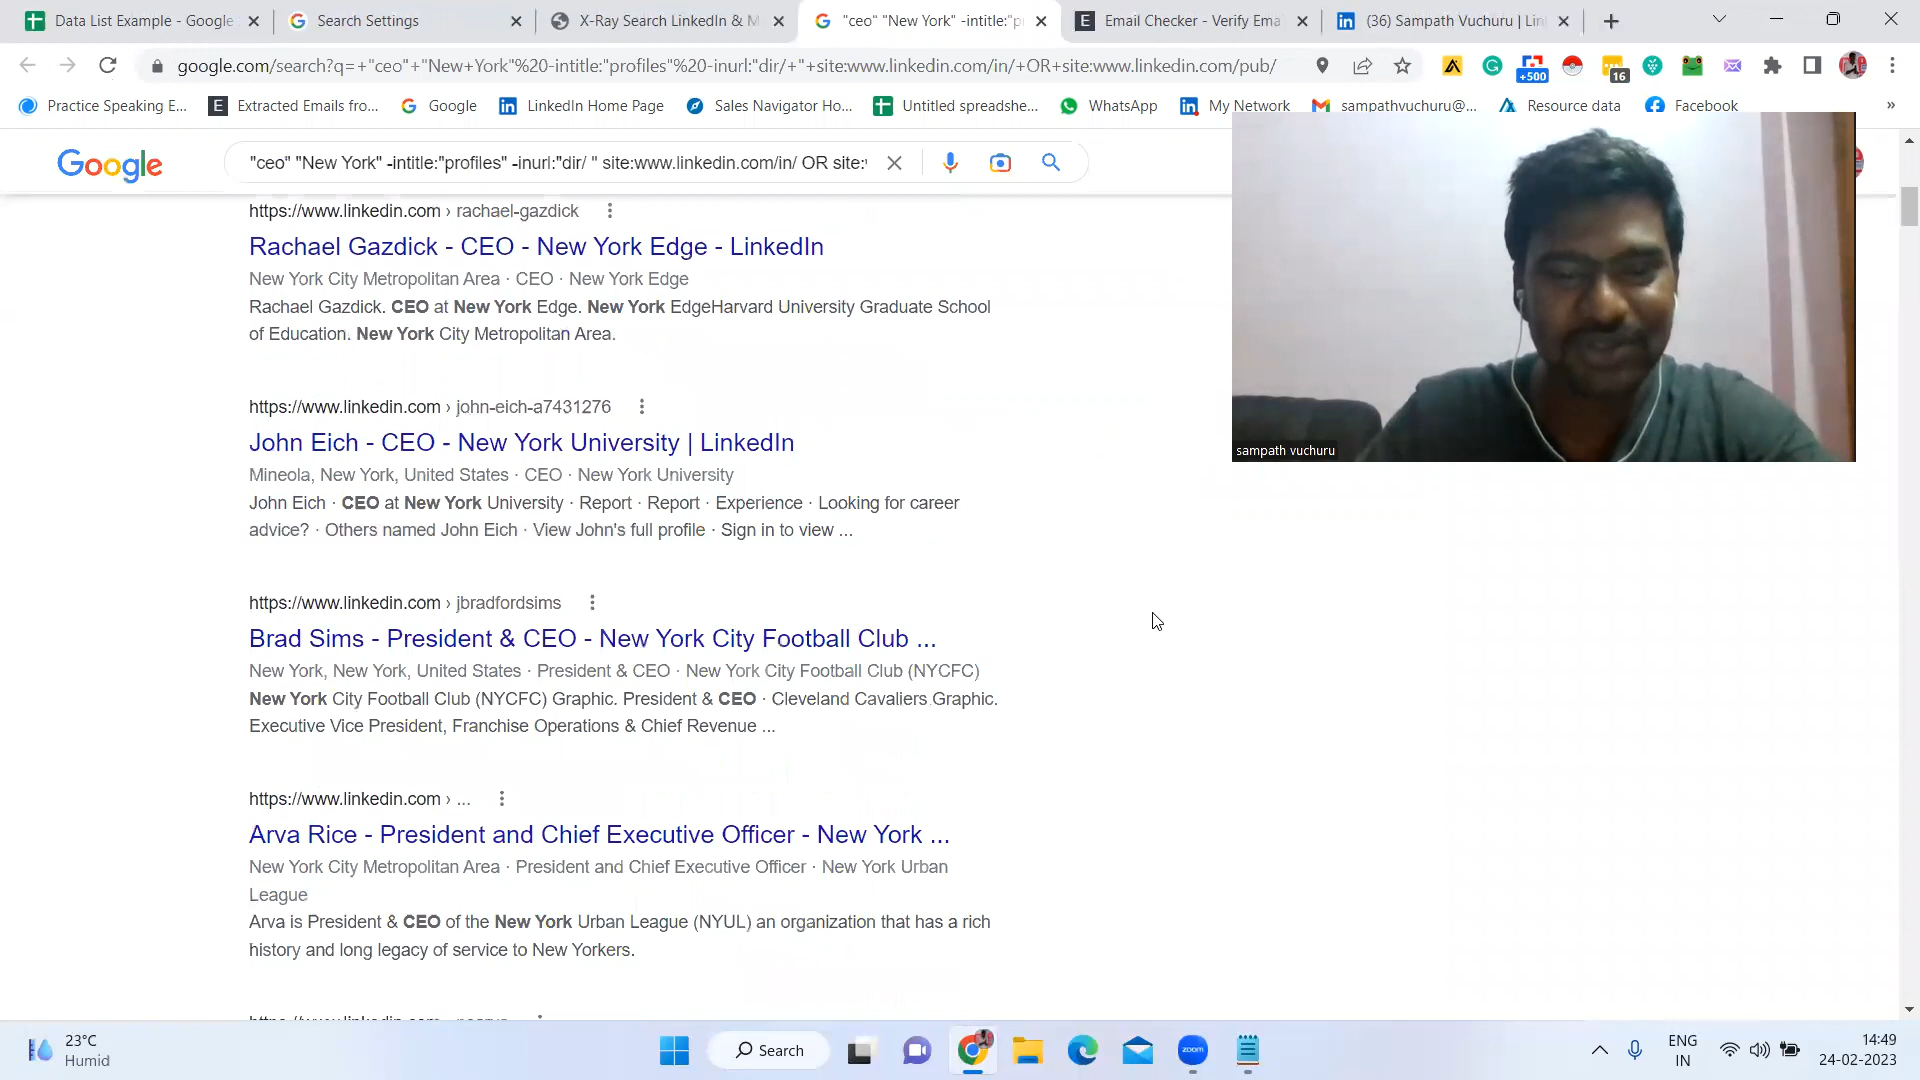 Data List Example - Google
Search Settings
X-Ray Search LinkedIn & M
"ceo" "New York" -intitle:"pr
Email Checker - Verify Ema
(36) Sampath Vuchuru | Lin
google.com/search?q=+"ceo"+"New+York"%20-intitle:"profiles"%20-inurl:"dir/+"+site:www.linkedin.com/in/+OR+site:www.linkedin.com/pub/
+500
16
Practice Speaking E...
Extracted Emails fro...
Google
LinkedIn Home Page
Sales Navigator Ho...
Untitled spreadshe...
WhatsApp
My Network
sampathvuchuru@...
Resource data
Facebook
»
Google
"ceo" "New York" -intitle:"profiles" -inurl:"dir/ " site:www.linkedin.com/in/ OR site:
https://www.linkedin.com › rachael-gazdick
Rachael Gazdick - CEO - New York Edge - LinkedIn
New York City Metropolitan Area · CEO · New York Edge
Rachael Gazdick. CEO at New York Edge. New York EdgeHarvard University Graduate School
of Education. New York City Metropolitan Area.
https://www.linkedin.com › john-eich-a7431276
John Eich - CEO - New York University | LinkedIn
Mineola, New York, United States · CEO · New York University
John Eich · CEO at New York University · Report · Report · Experience · Looking for career
advice? · Others named John Eich · View John's full profile · Sign in to view ...
https://www.linkedin.com › jbradfordsims
Brad Sims - President & CEO - New York City Football Club ...
New York, New York, United States · President & CEO · New York City Football Club (NYCFC)
New York City Football Club (NYCFC) Graphic. President & CEO · Cleveland Cavaliers Graphic.
Executive Vice President, Franchise Operations & Chief Revenue ...
https://www.linkedin.com › ...
Arva Rice - President and Chief Executive Officer - New York ...
New York City Metropolitan Area · President and Chief Executive Officer · New York Urban
League
Arva is President & CEO of the New York Urban League (NYUL) an organization that has a rich
history and long legacy of service to New Yorkers.
sampath vuchuru
23°C
Humid
Search
zoom
ENG
IN
14:49
24-02-2023